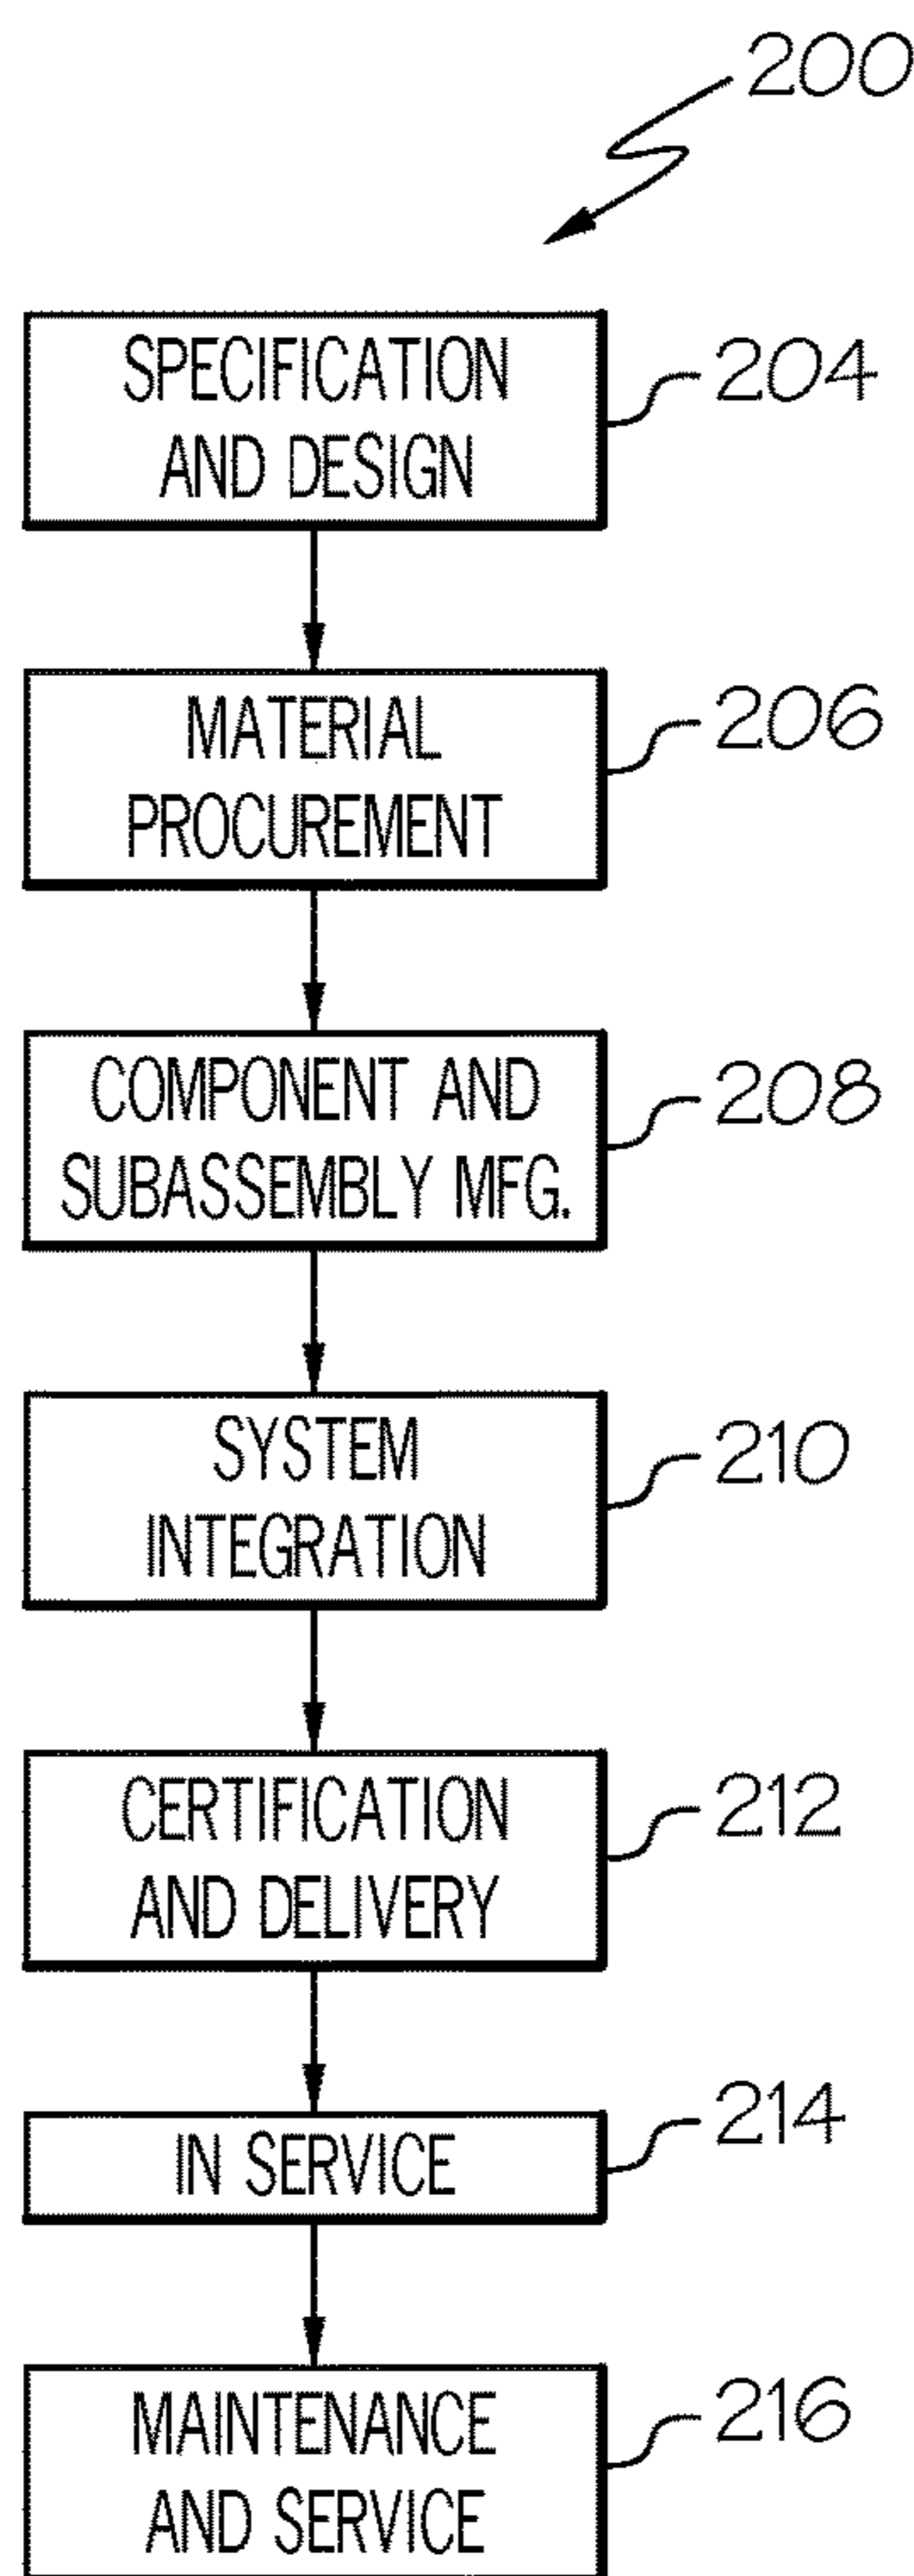 200
SPECIFICATION
AND DESIGN
204
MATERIAL
PROCUREMENT
206
COMPONENT AND
SUBASSEMBLY MFG.
208
SYSTEM
INTEGRATION
210
CERTIFICATION
AND DELIVERY
212
IN SERVICE
214
MAINTENANCE
AND SERVICE
216